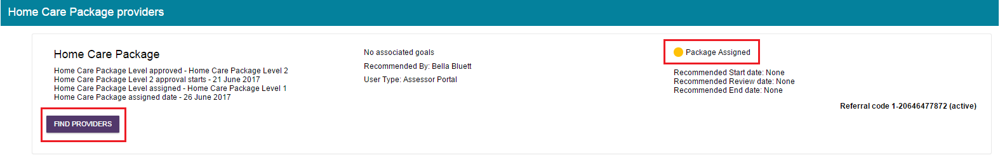 Home Care Package providers
Home Care Package
Home Care Package Level approved - Home Care Package Level 2
Home Care Package Level 2 approval starts - 21 June 2017
Home Care Package Level assigned - Home Care Package Level 1
Home Care Package assigned date - 26 June 2017
FIND PROVIDERS
No associated goals
Recommended By: Bella Bluett
User Type: Assessor Portal
Package Assigned
Recommended Start date: None
Recommended Review date: None
Recommended End date: None
Referral code 1-20646477872 (active)